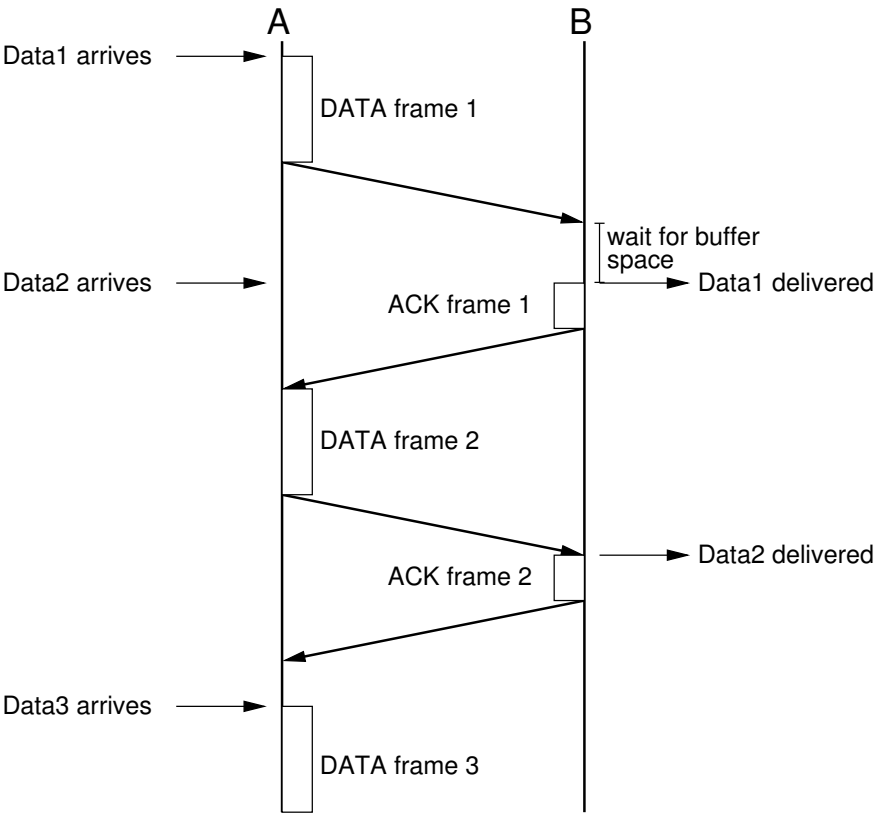 A
B
Data1 arrives
DATA frame 1
wait for buffer
space
Data2 arrives
Data1 delivered
ACK frame 1
DATA frame 2
Data2 delivered
ACK frame 2
Data3 arrives
DATA frame 3